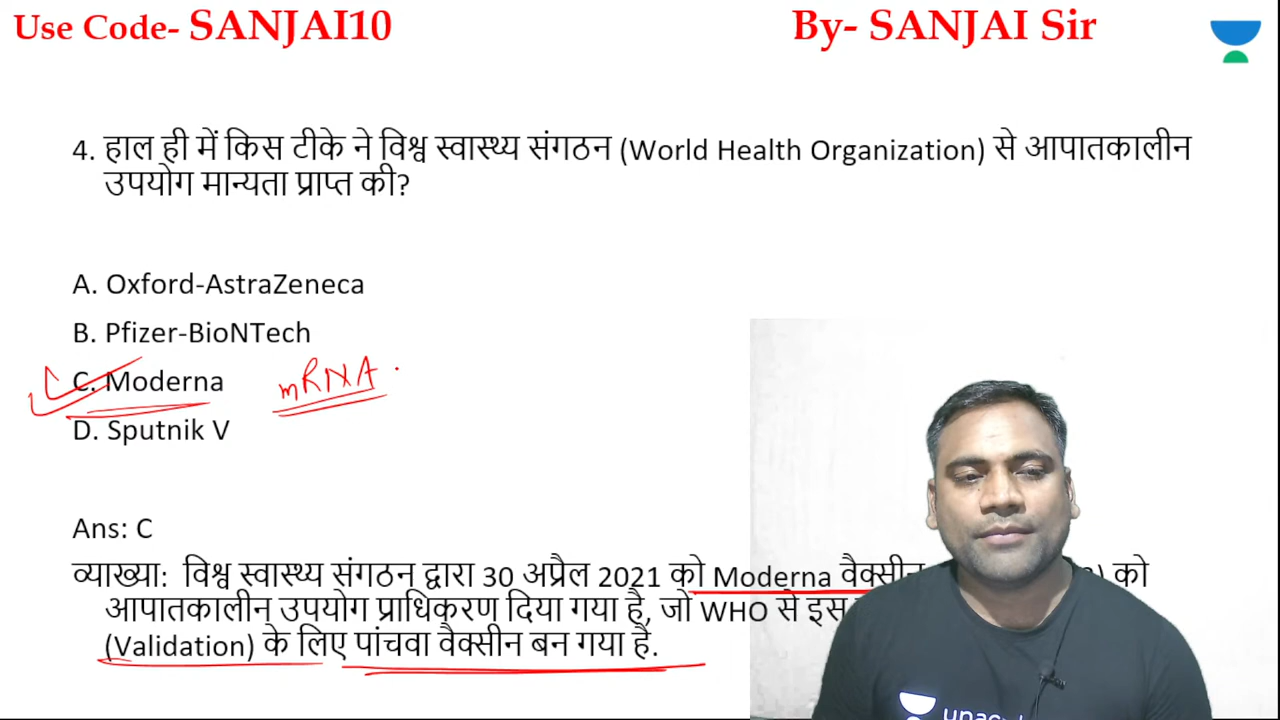 Use Code- SANJAI10
By- SANJAI Sir
4. हाल ही में किस टीके ने विश्व स्वास्थ्य संगठन (World Health Organization) से आपातकालीन
उपयोग मान्यता प्राप्त की?
A. Oxford-AstraZeneca
B. Pfizer-BioNTech
C. Moderna
mRNA
D. Sputnik V
Ans: C
व्याख्या: विश्व स्वास्थ्य संगठन द्वारा 30 अप्रैल 2021 को Moderna वैक्सीन को
आपातकालीन उपयोग प्राधिकरण दिया गया है, जो WHO से इस
(Validation) के लिए पांचवा वैक्सीन बन गया है.